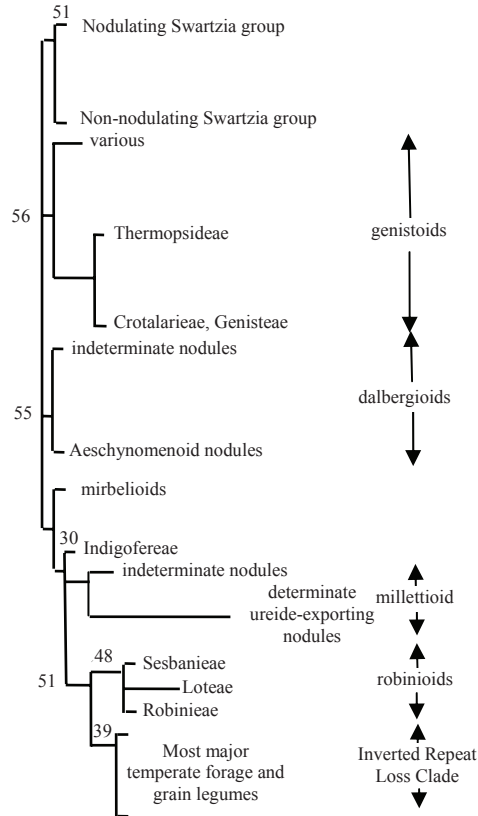 51
Nodulating Swartzia group
Non-nodulating Swartzia group
various
56
Thermopsideae
genistoids
Crotalarieae, Genisteae
indeterminate nodules
dalbergioids
55
Aeschynomenoid nodules
mirbelioids
30
Indigofereae
indeterminate nodules
determinate
ureide-exporting
nodules
millettioid
48
Sesbanieae
51
Loteae
robinioids
Robinieae
39
Most major
temperate forage and
grain legumes
Inverted Repeat
Loss Clade